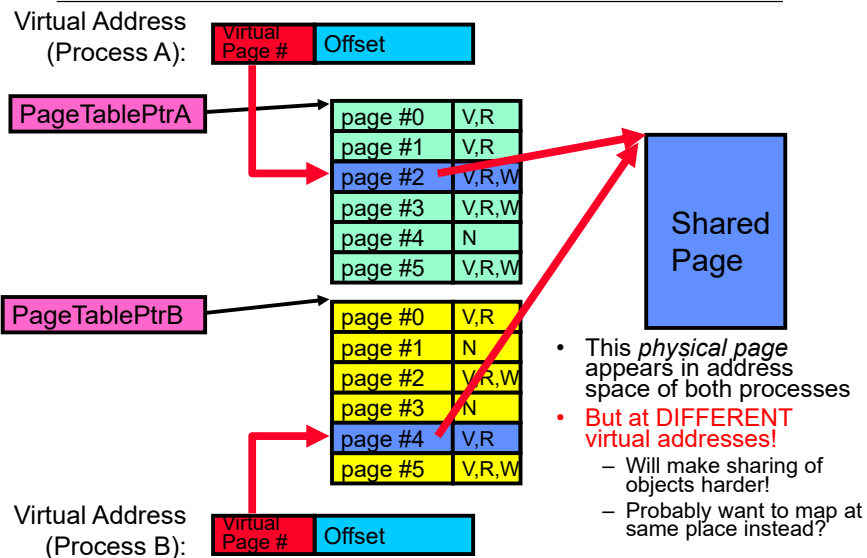 Virtual Address
(Process A):
Virtual
Page #
Offset
PageTablePtrA
page #0 V,R
page #1 V,R
page #2 V,R,W
page #3 V,R,W
page #4 N
page #5 V,R,W
Shared
Page
PageTablePtrB
page #0 V,R
page #1 N
page #2 V,R,W
page #3 N
page #4 V,R
page #5 V,R,W
• This physical page
appears in address
space of both processes
• But at DIFFERENT
virtual addresses!
– Will make sharing of
objects harder!
– Probably want to map at
same place instead?
Virtual Address
(Process B):
Virtual
Page #
Offset